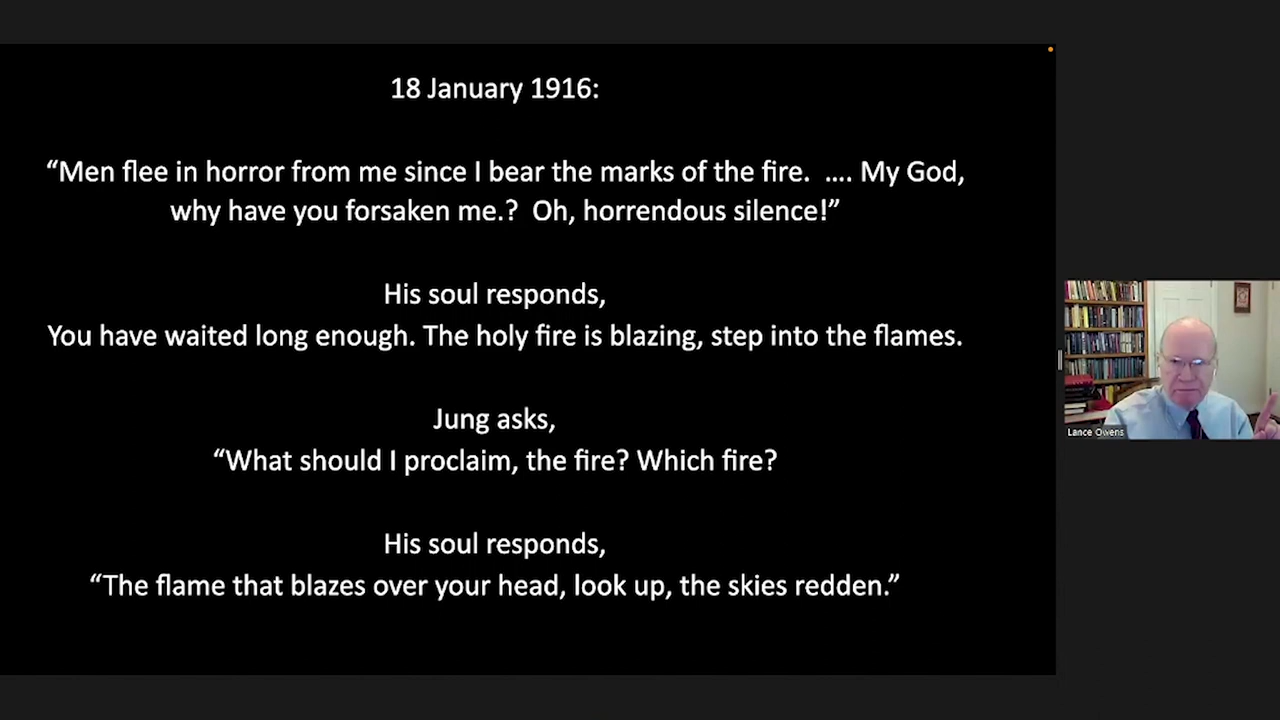 18 January 1916:
“Men flee in horror from me since I bear the marks of the fire.  …. My God,
why have you forsaken me.?  Oh, horrendous silence!”
His soul responds,
You have waited long enough. The holy fire is blazing, step into the flames.
Jung asks,
“What should I proclaim, the fire? Which fire?
His soul responds,
“The flame that blazes over your head, look up, the skies redden.”
Lance Owens